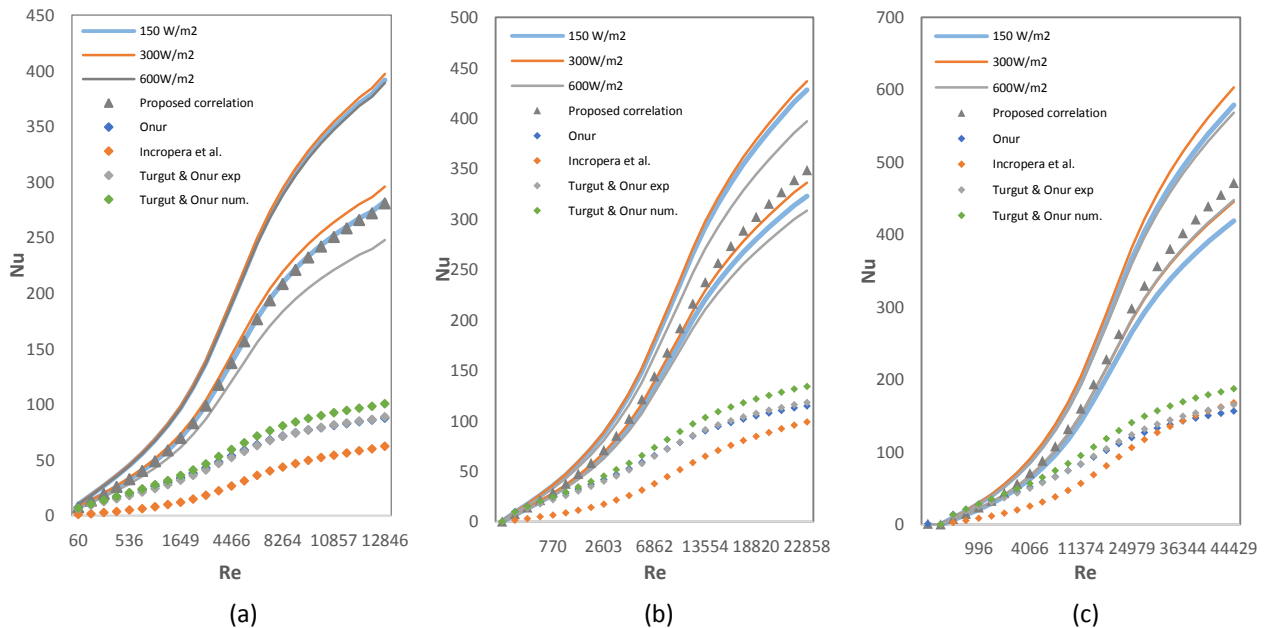 450
400
350
300
250
200
150
100
50
0
Nu
150 W/m2
300W/m2
600W/m2
Proposed correlation
Onur
Incropera et al.
Turgut & Onur exp
Turgut & Onur num.
60 536 1649 4466 8264 10857 12846
Re
(a)
500
450
400
350
300
250
200
150
100
50
0
Nu
150 W/m2
300W/m2
600W/m2
Proposed correlation
Onur
Incropera et al.
Turgut & Onur exp
Turgut & Onur num.
770 2603 6862 13554 18820 22858
Re
(b)
700
600
500
400
300
200
100
0
Nu
150 W/m2
300W/m2
600W/m2
Proposed correlation
Onur
Incropera et al.
Turgut & Onur exp
Turgut & Onur num.
996 4066 11374 24979 36344 44429
Re
(c)